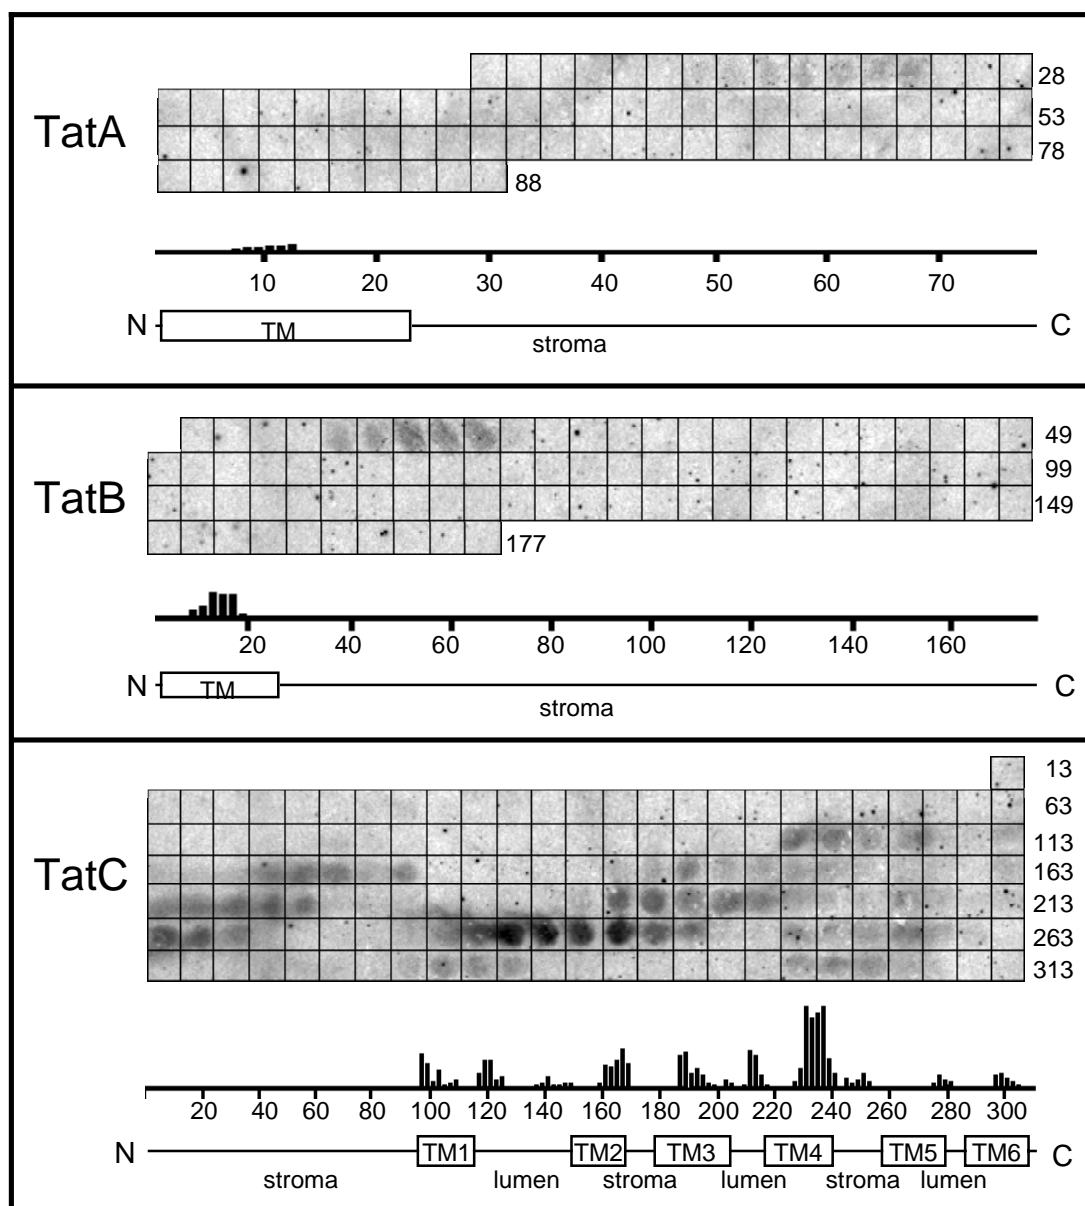 TatA
28
53
78
88
10 20 30 40 50 60 70
N TM C
stroma
TatB
49
99
149
177
20 40 60 80 100 120 140 160
N TM C
stroma
TatC
13
63
113
163
213
263
313
20 40 60 80 100 120 140 160 180 200 220 240 260 280 300
N TM1 TM2 TM3 TM4 TM5 TM6 C
stroma lumen stroma lumen stroma lumen